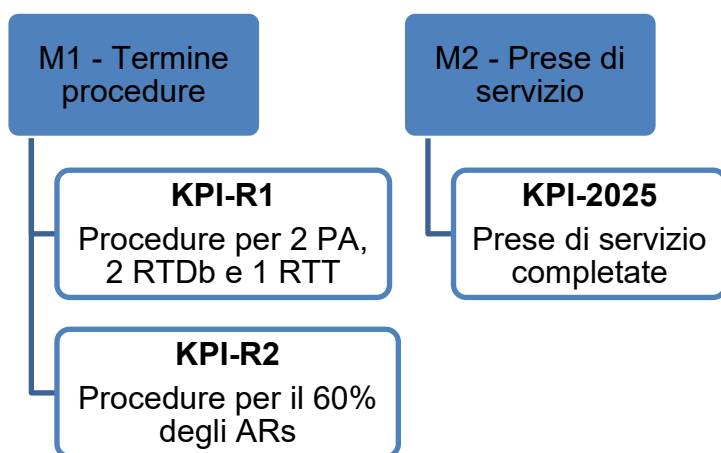 M1 - Termine
procedure
KPI-R1
Procedure per 2 PA,
2 RTDb e 1 RTT
KPI-R2
Procedure per il 60%
degli ARs
M2 - Prese di
servizio
KPI-2025
Prese di servizio
completate